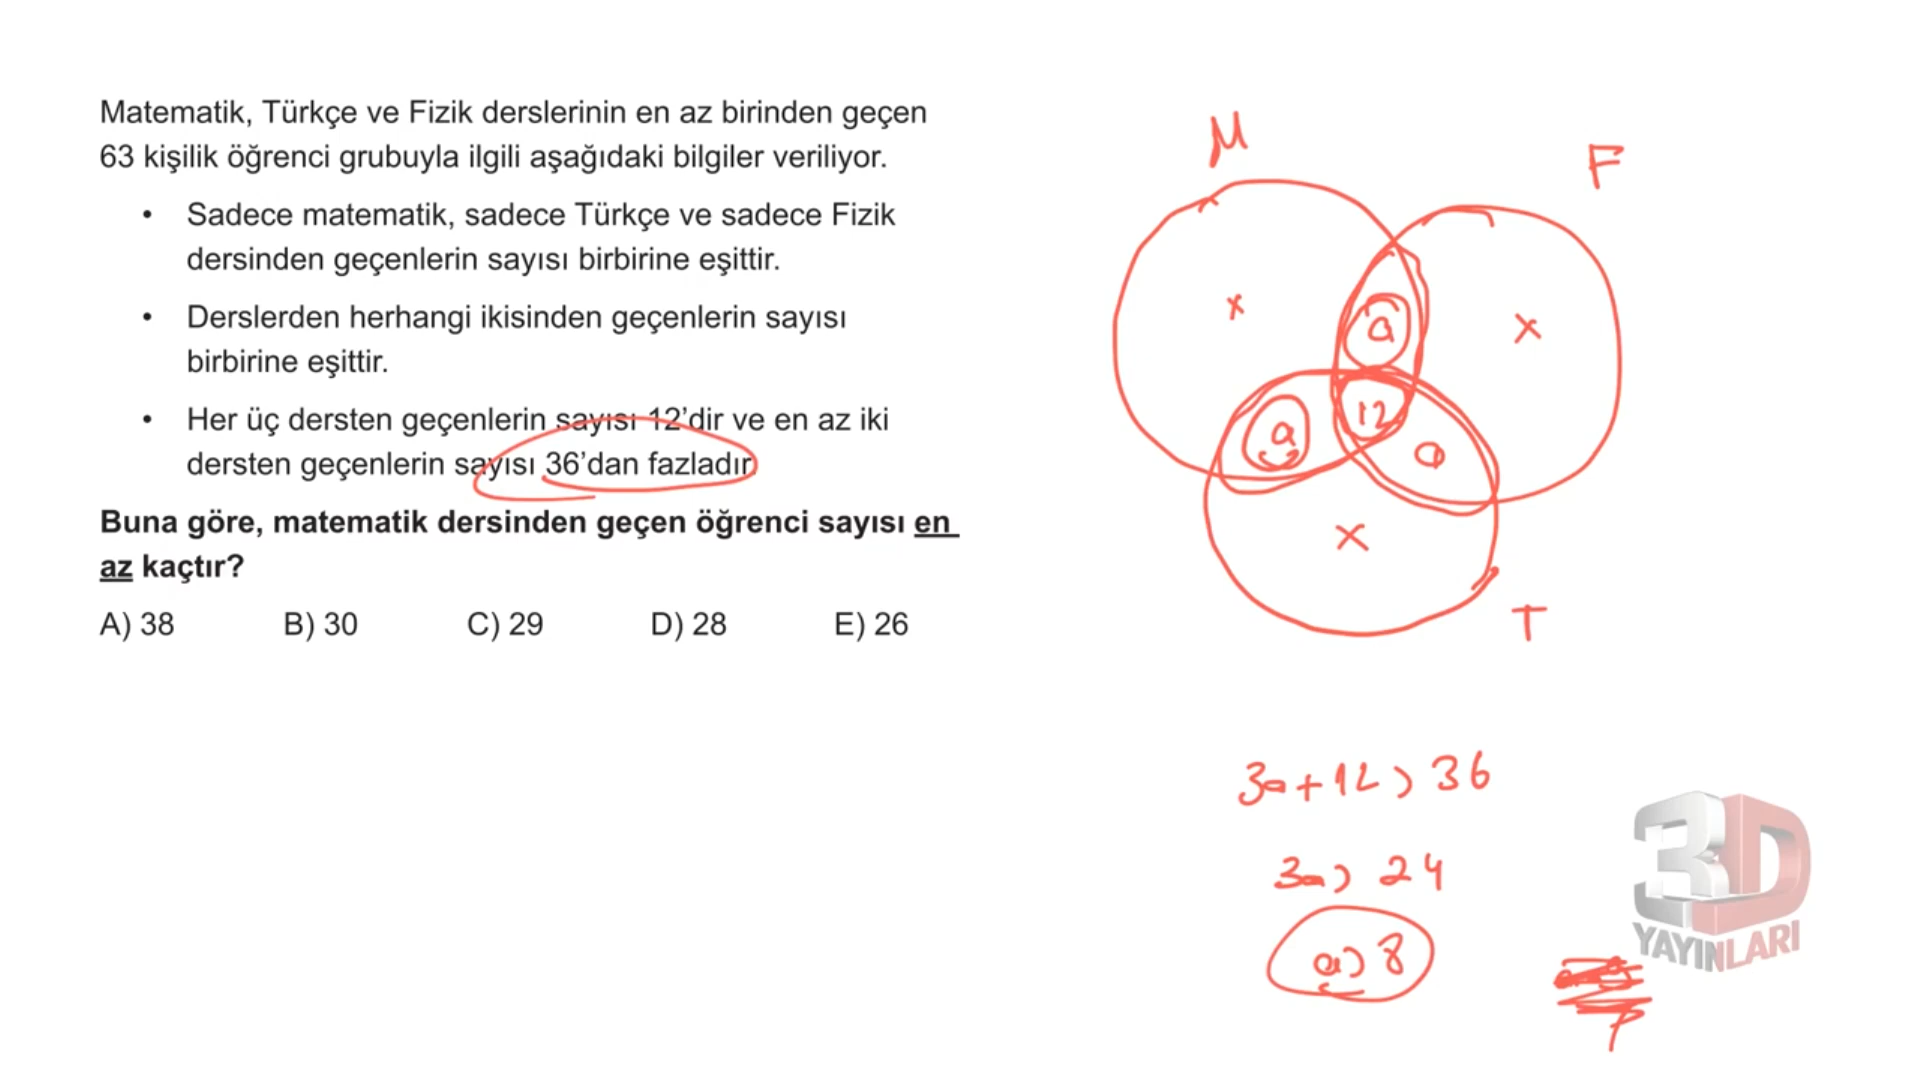 Matematik, Türkçe ve Fizik derslerinin en az birinden geçen
63 kişilik öğrenci grubuyla ilgili aşağıdaki bilgiler veriliyor.
• Sadece matematik, sadece Türkçe ve sadece Fizik
dersinden geçenlerin sayısı birbirine eşittir.
• Derslerden herhangi ikisinden geçenlerin sayısı
birbirine eşittir.
• Her üç dersten geçenlerin sayısı 12'dir ve en az iki
dersten geçenlerin sayısı 36'dan fazladır
Buna göre, matematik dersinden geçen öğrenci sayısı en
az kaçtır?
A) 38 B) 30 C) 29 D) 28 E) 26
M
F
x
a
x
a
12
a
x
T
3a+12>36
3a>24
a>8
3D
YAYINLARI